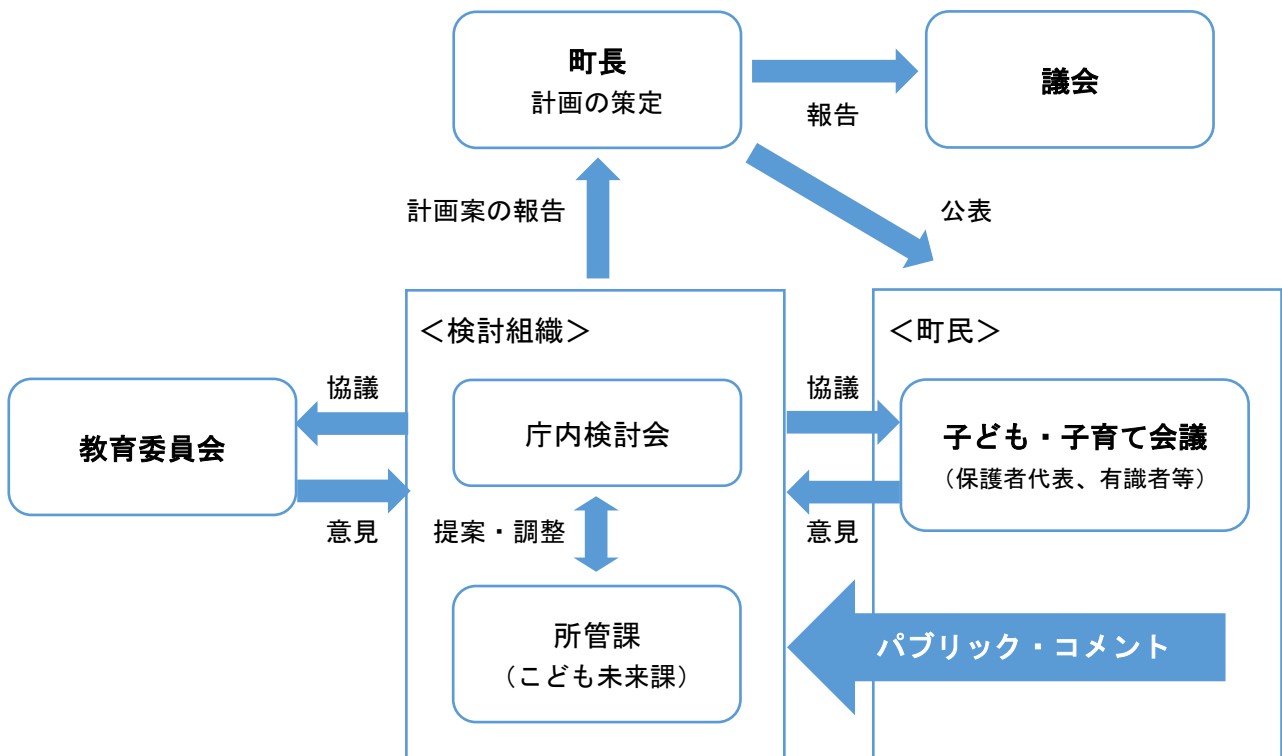 町長
計画の策定
議会
報告
計画案の報告
公表
＜検討組織＞
＜町民＞
協議
協議
教育委員会
庁内検討会
子ども・子育て会議
（保護者代表、有識者等）
意見
提案・調整
意見
所管課
（こども未来課）
パブリック・コメント